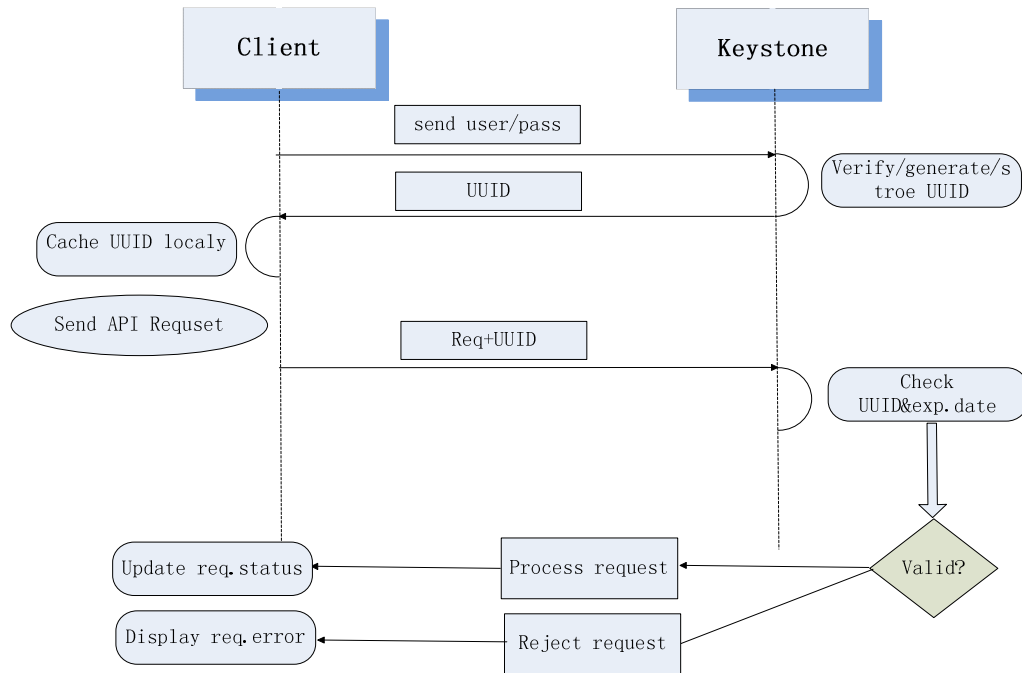 Client
Keystone
send user/pass
Verify/generate/s
troe UUID
UUID
Cache UUID localy
Send API Requset
Req+UUID
Check
UUID&exp.date
Valid?
Process request
Update req.status
Reject request
Display req.error